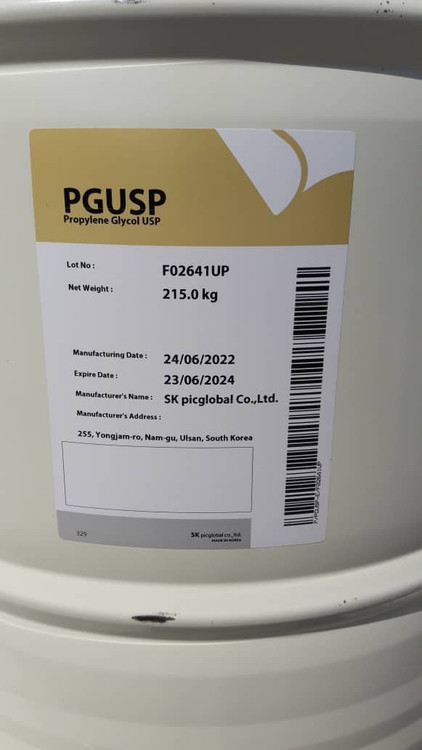 PGUSP
Propylene Glycol USP
Lot No : F02641UP
Net Weight : 215.0 kg
Manufacturing Date : 24/06/2022
Expire Date : 23/06/2024
Manufacturer's Name : SK picglobal Co.,Ltd.
Manufacturer's Address :
255, Yongjam-ro, Nam-gu, Ulsan, South Korea
329
SK picglobal co.,ltd.
MADE IN KOREA